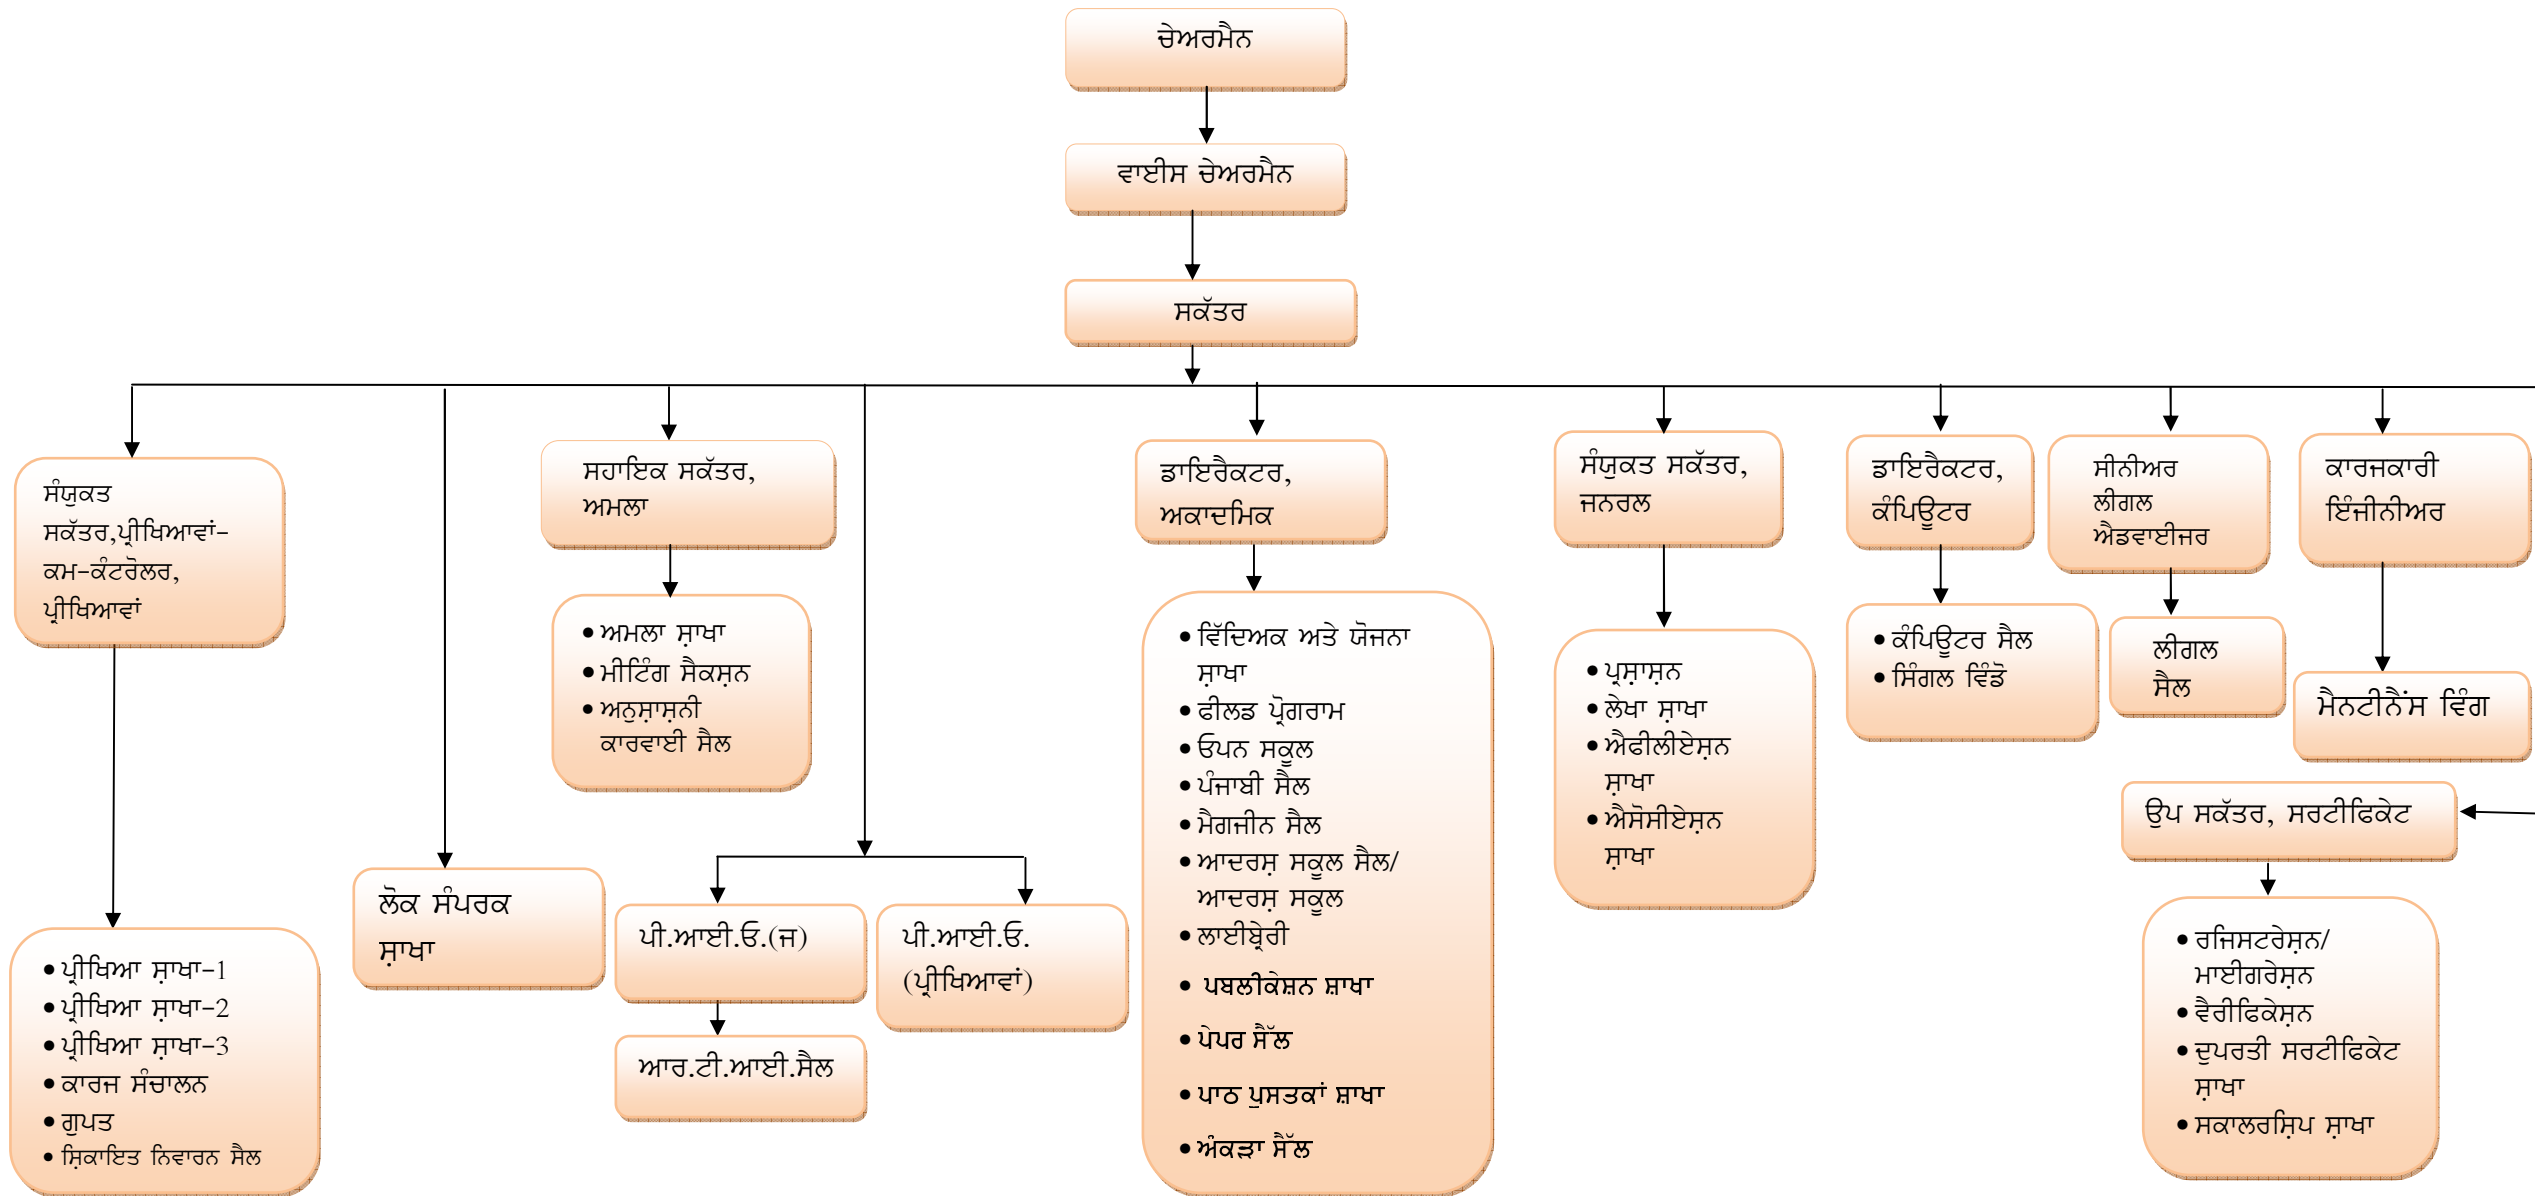 ਚੇਅਰਮੈਨ
ਵਾਈਸ ਚੇਅਰਮੈਨ
ਸਕੱਤਰ
ਸੰਯੁਕਤ
ਸਕੱਤਰ,ਪ੍ਰੀਖਿਆਵਾਂ-
ਕਮ-ਕੰਟਰੋਲਰ,
ਪ੍ਰੀਖਿਆਵਾਂ
ਸਹਾਇਕ ਸਕੱਤਰ,
ਅਮਲਾ
ਡਾਇਰੈਕਟਰ,
ਅਕਾਦਮਿਕ
ਸੰਯੁਕਤ ਸਕੱਤਰ,
ਜਨਰਲ
ਡਾਇਰੈਕਟਰ,
ਕੰਪਿਊਟਰ
ਸੀਨੀਅਰ
ਲੀਗਲ
ਐਡਵਾਈਜਰ
ਕਾਰਜਕਾਰੀ
ਇੰਜੀਨੀਅਰ
• ਅਮਲਾ ਸ਼ਾਖਾ
• ਮੀਟਿੰਗ ਸੈਕਸ਼ਨ
• ਅਨੁਸ਼ਾਸ਼ਨੀ
ਕਾਰਵਾਈ ਸੈਲ
• ਵਿੱਦਿਅਕ ਅਤੇ ਯੋਜਨਾ
ਸ਼ਾਖਾ
• ਫੀਲਡ ਪ੍ਰੋਗਰਾਮ
• ਓਪਨ ਸਕੂਲ
• ਪੰਜਾਬੀ ਸੈਲ
• ਮੈਗਜੀਨ ਸੈਲ
• ਆਦਰਸ਼ ਸਕੂਲ ਸੈਲ/
ਆਦਰਸ਼ ਸਕੂਲ
• ਲਾਈਬ੍ਰੇਰੀ
• ਪਬਲੀਕੇਸ਼ਨ ਸ਼ਾਖਾ
• ਪੇਪਰ ਸੈੱਲ
• ਪਾਠ ਪੁਸਤਕਾਂ ਸ਼ਾਖਾ
• ਅੰਕੜਾ ਸੈੱਲ
• ਪ੍ਰਸ਼ਾਸ਼ਨ
• ਲੇਖਾ ਸ਼ਾਖਾ
• ਐਫੀਲੀਏਸ਼ਨ
ਸ਼ਾਖਾ
• ਐਸੋਸੀਏਸ਼ਨ
ਸ਼ਾਖਾ
• ਕੰਪਿਊਟਰ ਸੈਲ
• ਸਿੰਗਲ ਵਿੰਡੋ
ਲੀਗਲ
ਸੈਲ
ਮੈਨਟੀਨੈਂਸ ਵਿੰਗ
ਉਪ ਸਕੱਤਰ, ਸਰਟੀਫਿਕੇਟ
• ਰਜਿਸਟਰੇਸ਼ਨ/
ਮਾਈਗਰੇਸ਼ਨ
• ਵੈਰੀਫਿਕੇਸ਼ਨ
• ਦੁਪਰਤੀ ਸਰਟੀਫਿਕੇਟ
ਸ਼ਾਖਾ
• ਸਕਾਲਰਸ਼ਿਪ ਸ਼ਾਖਾ
ਲੋਕ ਸੰਪਰਕ
ਸ਼ਾਖਾ
ਪੀ.ਆਈ.ਓ.(ਜ)
ਪੀ.ਆਈ.ਓ.
(ਪ੍ਰੀਖਿਆਵਾਂ)
ਆਰ.ਟੀ.ਆਈ.ਸੈਲ
• ਪ੍ਰੀਖਿਆ ਸ਼ਾਖਾ-1
• ਪ੍ਰੀਖਿਆ ਸ਼ਾਖਾ-2
• ਪ੍ਰੀਖਿਆ ਸ਼ਾਖਾ-3
• ਕਾਰਜ ਸੰਚਾਲਨ
• ਗੁਪਤ
• ਸ਼ਿਕਾਇਤ ਨਿਵਾਰਨ ਸੈਲ